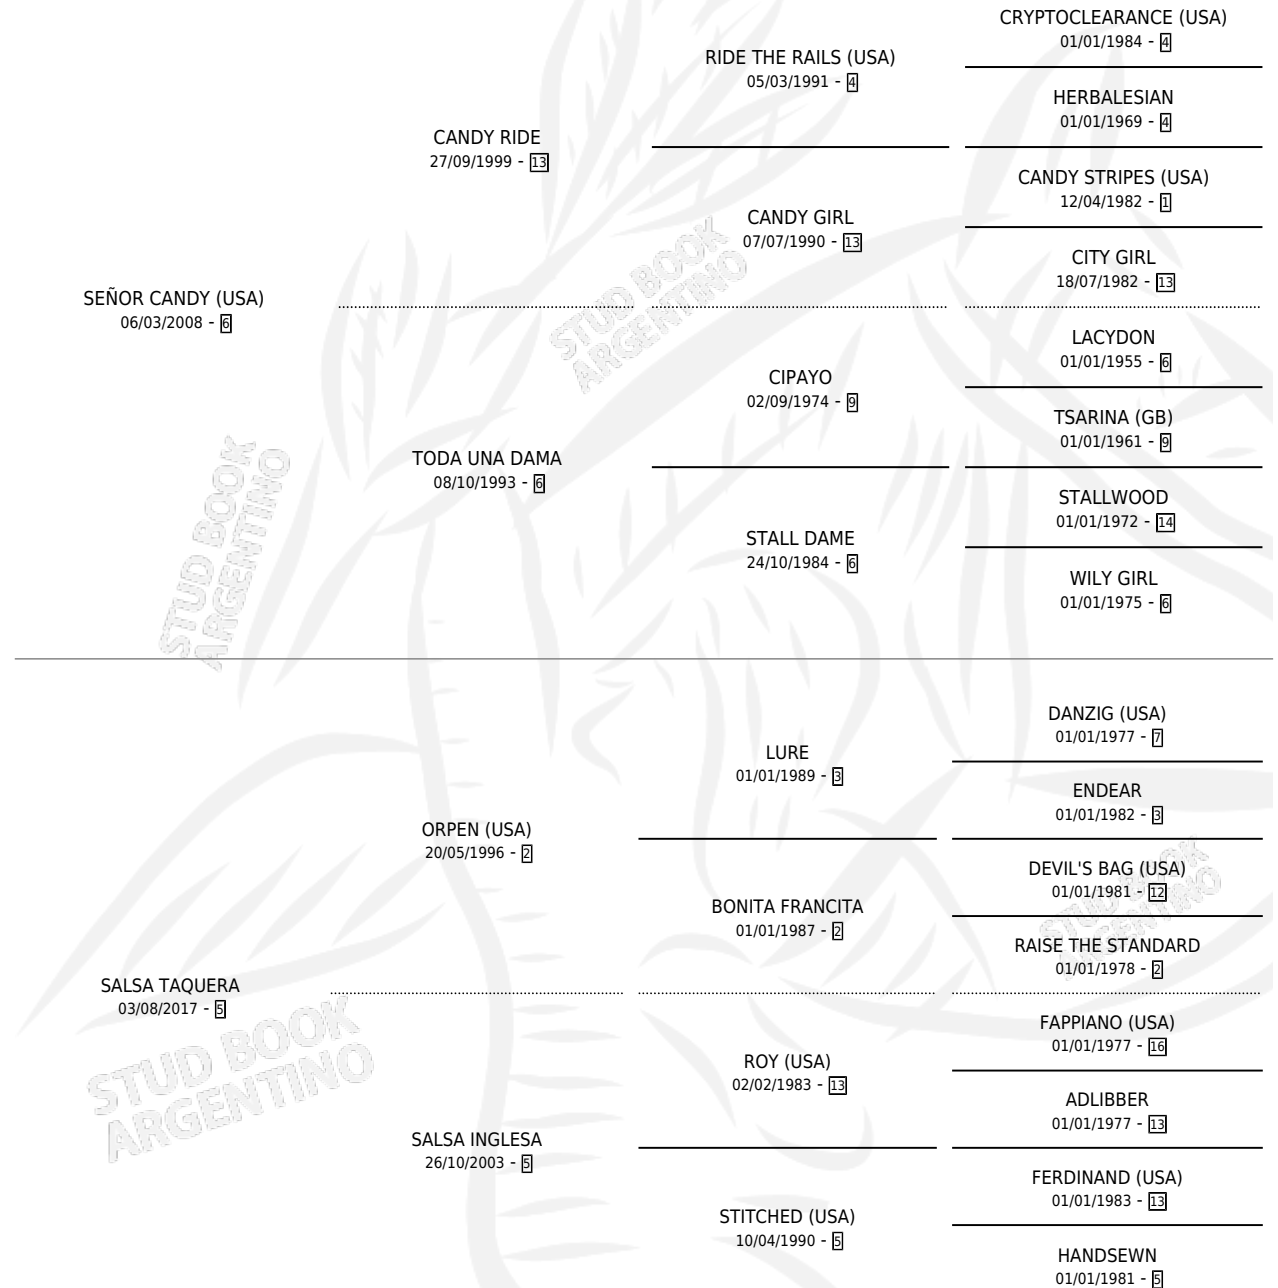 CRYPTOCLEARANCE (USA)
01/01/1984 - 4
RIDE THE RAILS (USA)
05/03/1991 - 4
HERBALESIAN
01/01/1969 - 4
CANDY RIDE
27/09/1999 - 13
CANDY STRIPES (USA)
12/04/1982 - 1
CANDY GIRL
07/07/1990 - 13
CITY GIRL
18/07/1982 - 13
SEÑOR CANDY (USA)
06/03/2008 - 6
LACYDON
01/01/1955 - 6
CIPAYO
02/09/1974 - 9
TSARINA (GB)
01/01/1961 - 9
TODA UNA DAMA
08/10/1993 - 6
STALLWOOD
01/01/1972 - 14
STALL DAME
24/10/1984 - 6
WILY GIRL
01/01/1975 - 6
DANZIG (USA)
01/01/1977 - 7
LURE
01/01/1989 - 3
ENDEAR
01/01/1982 - 3
ORPEN (USA)
20/05/1996 - 2
DEVIL'S BAG (USA)
01/01/1981 - 12
BONITA FRANCITA
01/01/1987 - 2
RAISE THE STANDARD
01/01/1978 - 2
SALSA TAQUERA
03/08/2017 - 5
FAPPIANO (USA)
01/01/1977 - 16
ROY (USA)
02/02/1983 - 13
ADLIBBER
01/01/1977 - 13
SALSA INGLESA
26/10/2003 - 5
FERDINAND (USA)
01/01/1983 - 13
STITCHED (USA)
10/04/1990 - 5
HANDSEWN
01/01/1981 - 5
STUD BOOK
ARGENTINO
STUD BOOK
ARGENTINO
STUD BOOK
ARGENTINO
STUD BOOK
ARGENTINO